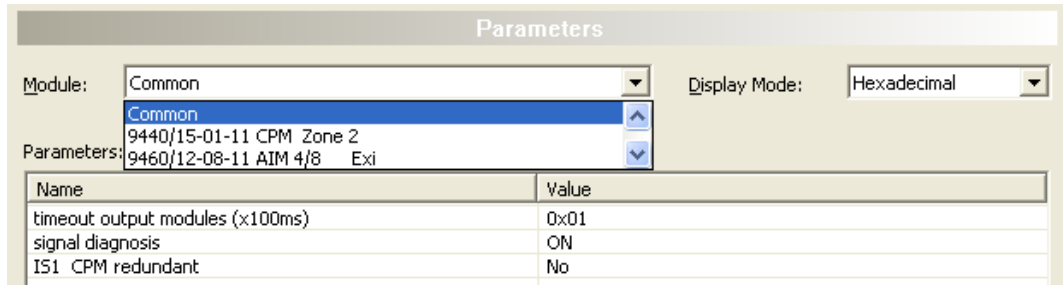 Parameters
Module: Common Display Mode: Hexadecimal
Common
9440/15-01-11 CPM Zone 2
Parameters: 9460/12-08-11 AIM 4/8 Exi
Name Value
timeout output modules (x100ms) 0x01
signal diagnosis ON
IS1 CPM redundant No